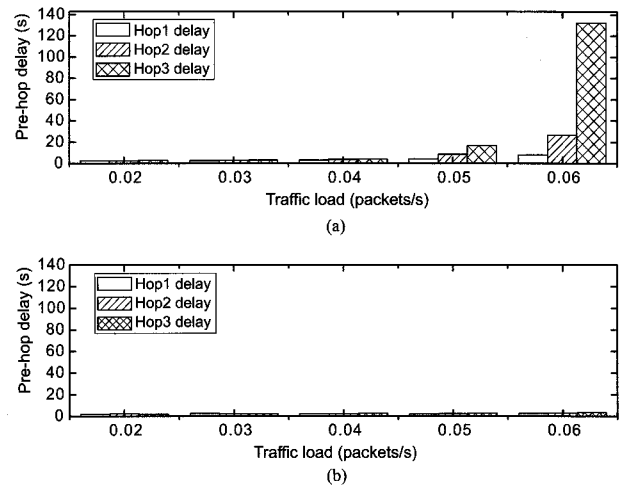 Pre-hop delay (s)
140
120
100
80
60
40
20
0
Hop1 delay
Hop2 delay
Hop3 delay
0.02 0.03 0.04 0.05 0.06
Traffic load (packets/s)
(a)
Pre-hop delay (s)
140
120
100
80
60
40
20
0
Hop1 delay
Hop2 delay
Hop3 delay
0.02 0.03 0.04 0.05 0.06
Traffic load (packets/s)
(b)